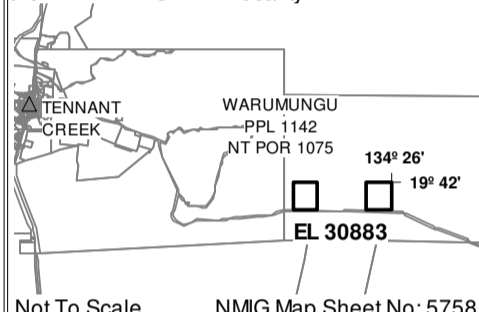 TENNANT
CREEK
WARUMUNGU
PPL 1142
NT POR 1075
134º 26'
19º 42'
EL 30883
Not To Scale
NMIG Map Sheet No: 5758